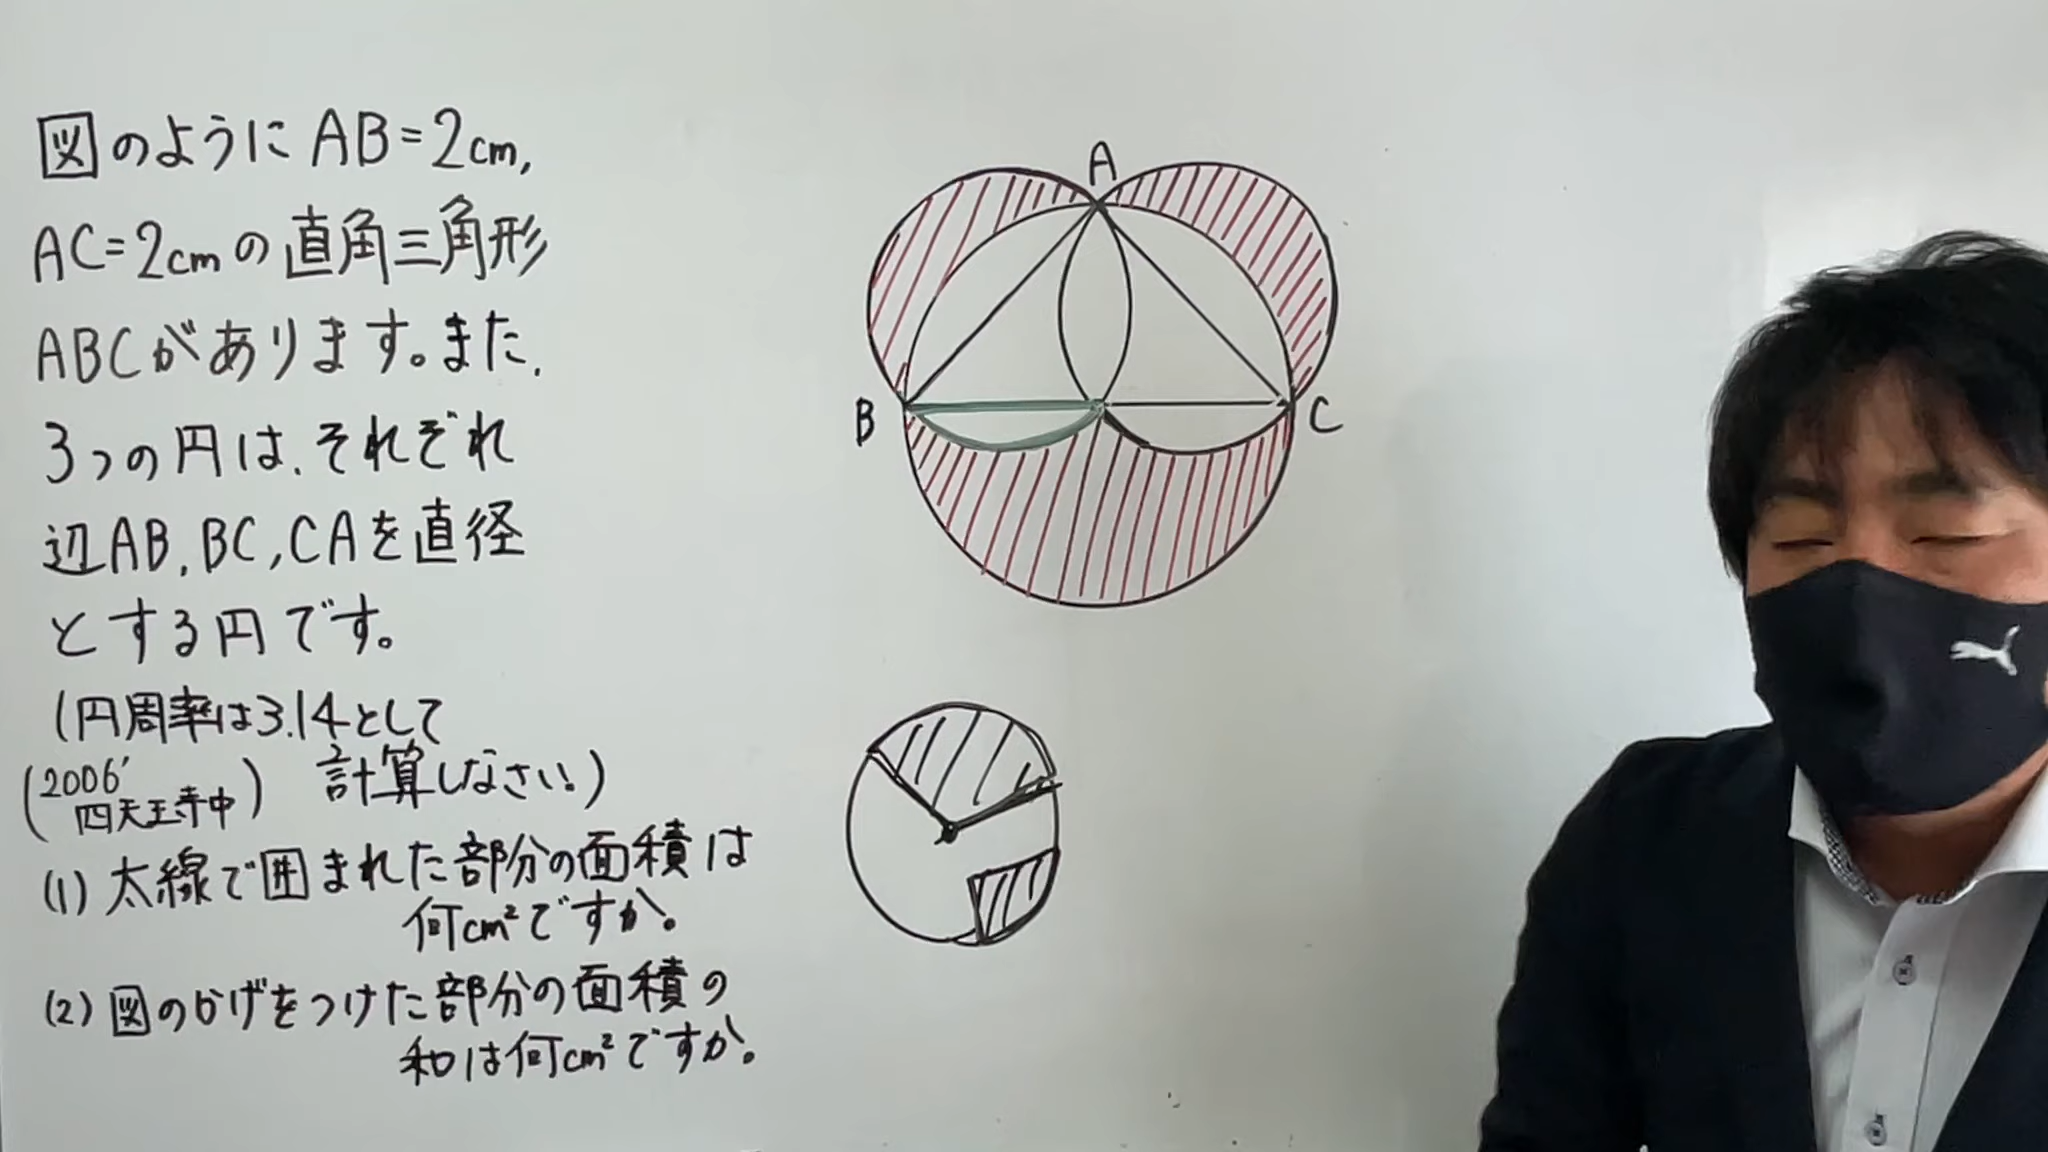 図のようにAB=2cm,
AC=2cmの直角三角形
ABCがあります。また、
3つの円は、それぞれ
辺AB,BC,CAを直径
とする円です。
(円周率は3.14として
計算しなさい!)
(2006'
四天王寺中)
(1) 太線で囲まれた部分の面積は
何cm²ですか。
(2) 図のかげをつけた部分の面積の
和は何cm²ですか。
A
B
C